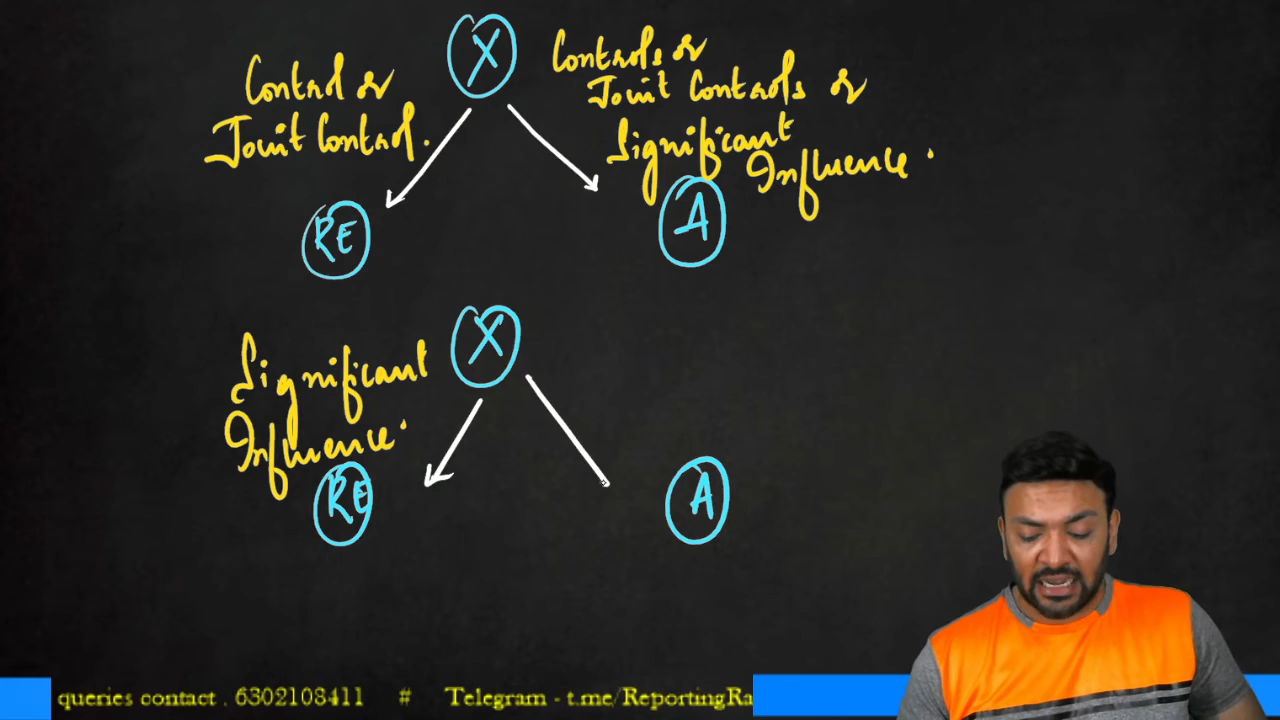 X
Control or
Joint Control.
Controls or
Joint Controls or
Significant
Influence.
RE
A
X
Significant
Influence.
RE
A
queries contact . 6302108411 # Telegram - t.me/ReportingRa